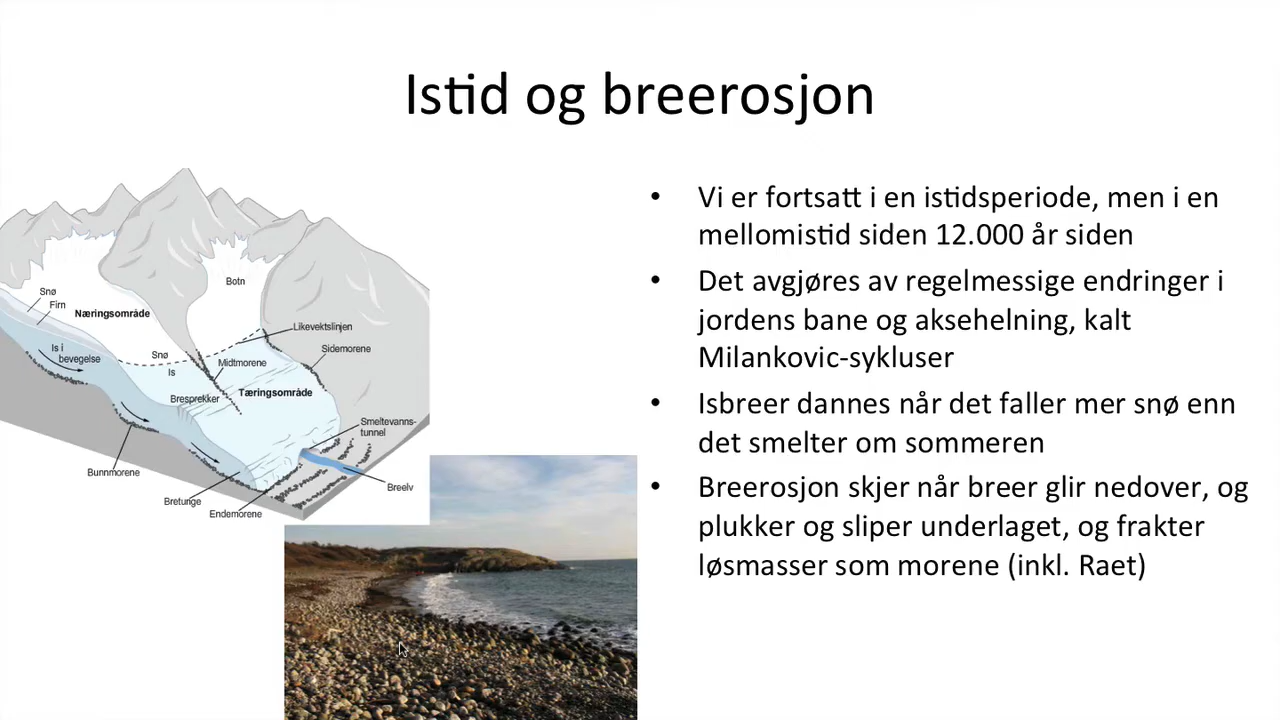 Istid og breerosjon
• Vi er fortsatt i en istidsperiode, men i en
mellomistid siden 12.000 år siden
• Det avgjøres av regelmessige endringer i
jordens bane og aksehelning, kalt
Milankovic-sykluser
• Isbreer dannes når det faller mer snø enn
det smelter om sommeren
• Breerosjon skjer når breer glir nedover, og
plukker og sliper underlaget, og frakter
løsmasser som morene (inkl. Raet)
Botn
Snø
Firn
Næringsområde
Likevektslinjen
Is i
bevegelse
Snø
Sidemorene
Midtmorene
Is
Bresprekker
Tæringsområde
Smeltevanns-
tunnel
Bunnmorene
Breelv
Bretunge
Endemorene